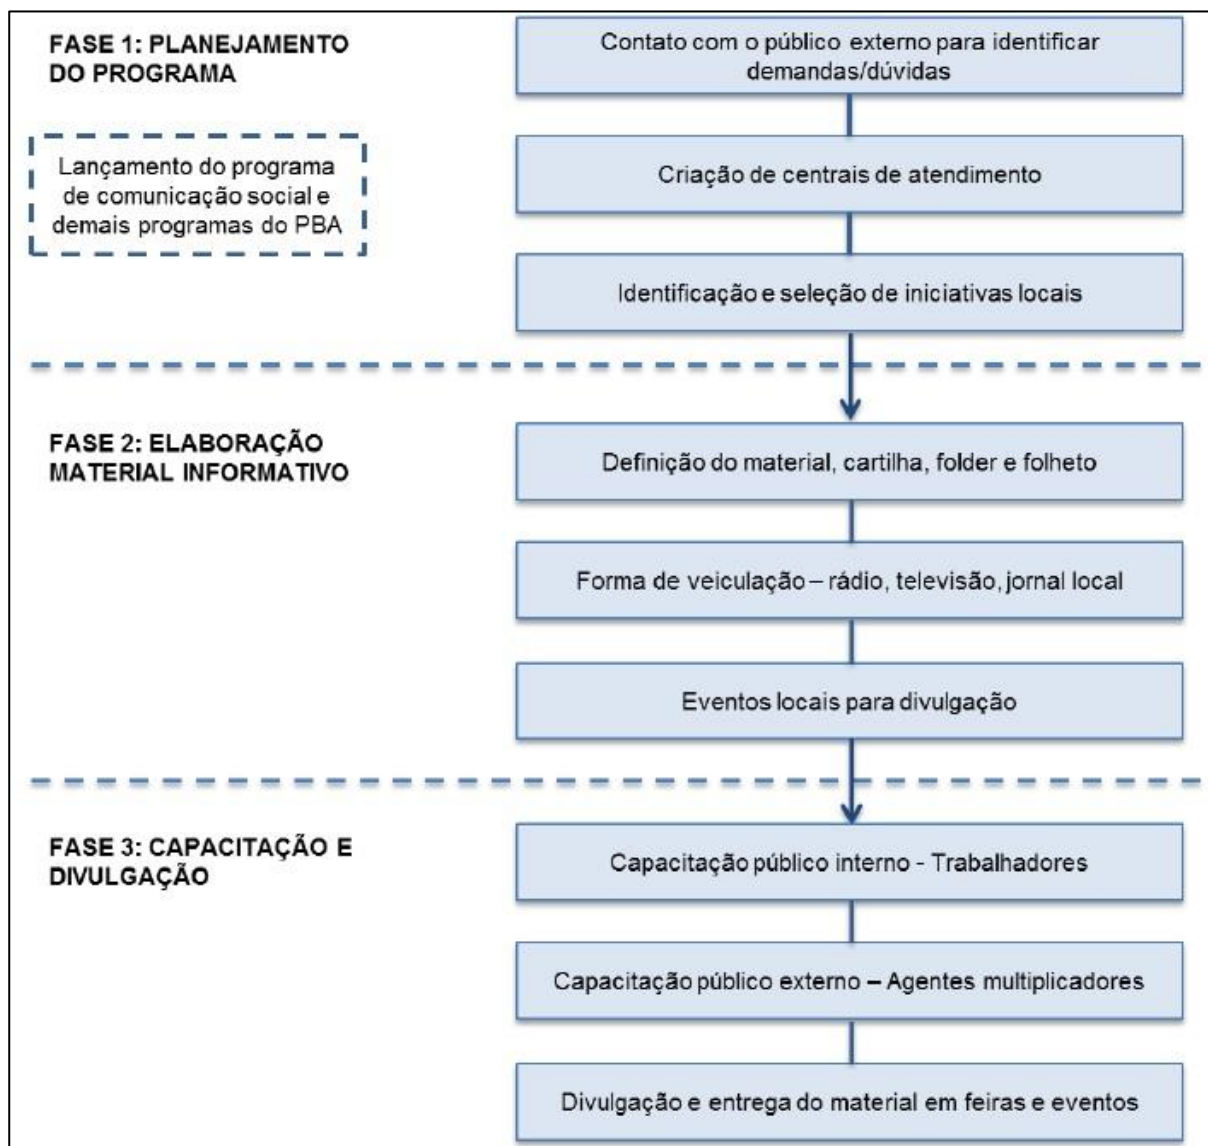 FASE 1: PLANEJAMENTO
DO PROGRAMA
Lançamento do programa
de comunicação social e
demais programas do PBA
Contato com o público externo para identificar
demandas/dúvidas
Criação de centrais de atendimento
Identificação e seleção de iniciativas locais
FASE 2: ELABORAÇÃO
MATERIAL INFORMATIVO
Definição do material, cartilha, folder e folheto
Forma de veiculação – rádio, televisão, jornal local
Eventos locais para divulgação
FASE 3: CAPACITAÇÃO E
DIVULGAÇÃO
Capacitação público interno - Trabalhadores
Capacitação público externo – Agentes multiplicadores
Divulgação e entrega do material em feiras e eventos